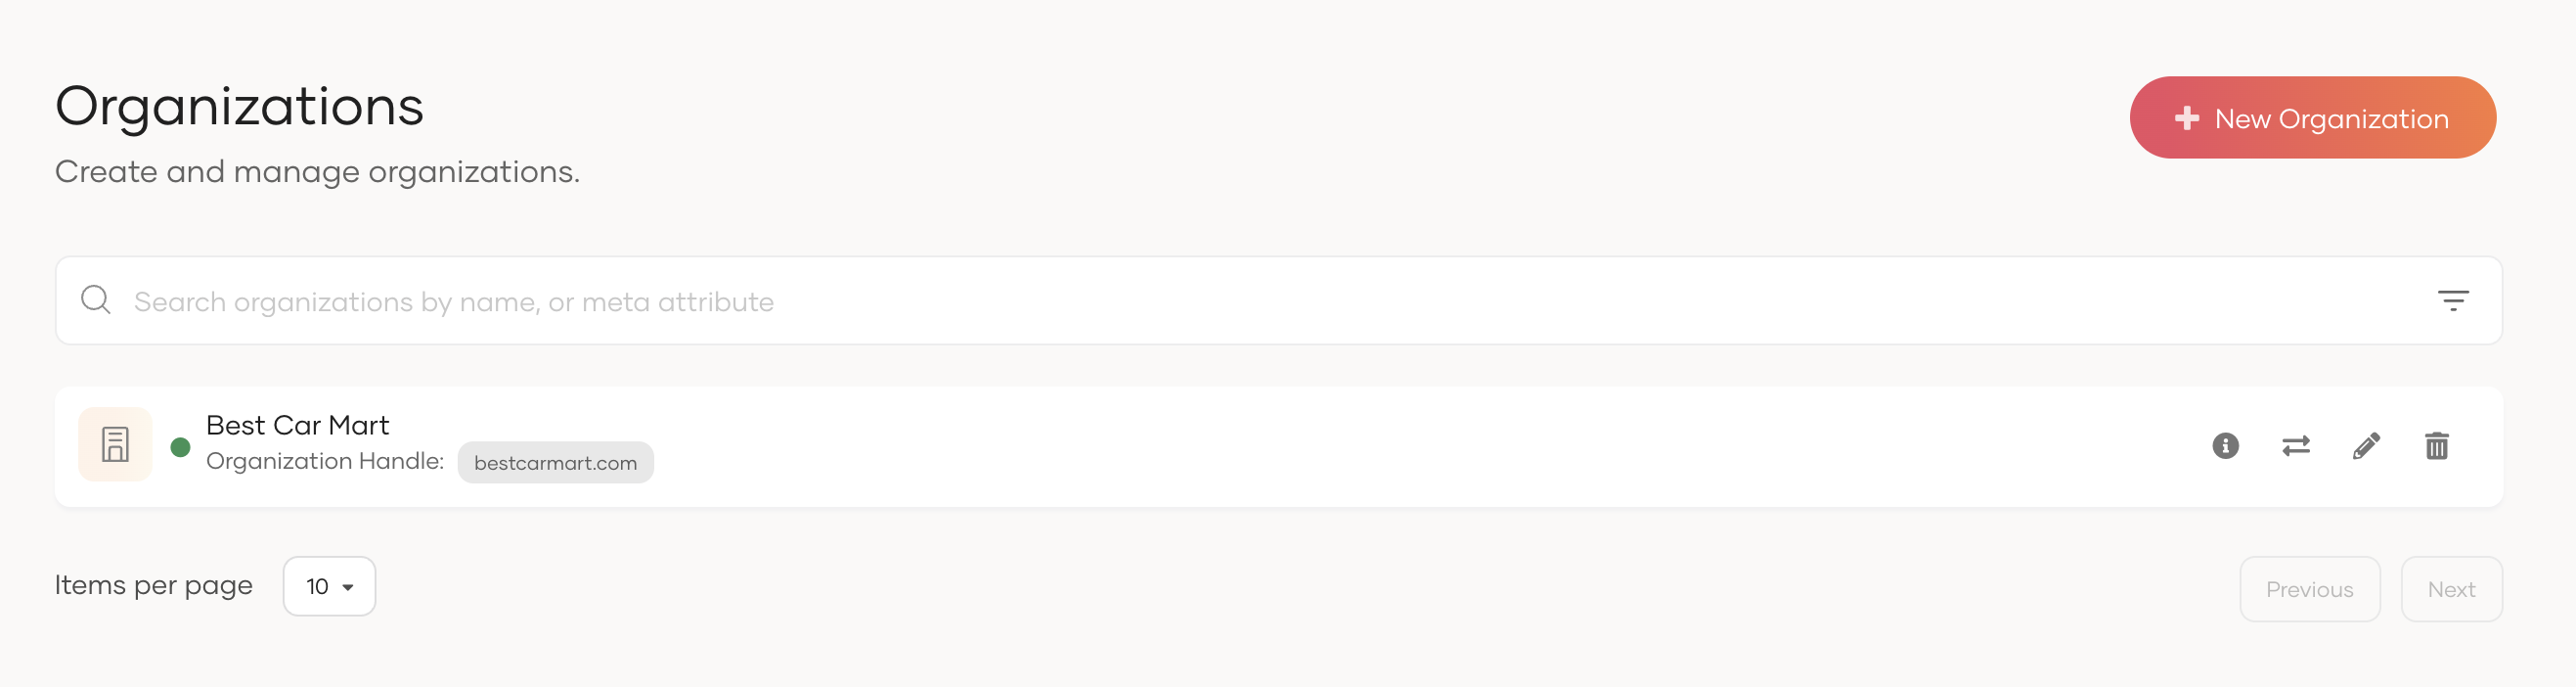 Organizations
Create and manage organizations.
New Organization
Search organizations by name, or meta attribute
Best Car Mart
Organization Handle: bestcarmart.com
Items per page 10
Previous Next